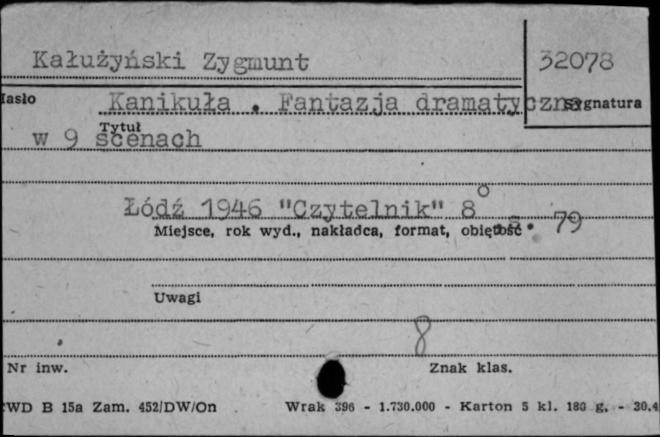 Kałużyński Zygmunt 32078
Hasło Kanikuła . Fantazja dramatyczna Sygnatura
Tytuł
w 9 scenach
Łódź 1946 "Czytelnik" 8°
s. 79
Miejsce, rok wyd., nakładca, format, objętość
Uwagi
8
Nr inw. Znak klas.
WD B 15a Zam. 452/DW/On Wrak 396 - 1.730.000 - Karton 5 kl. 180 g. - 30.4